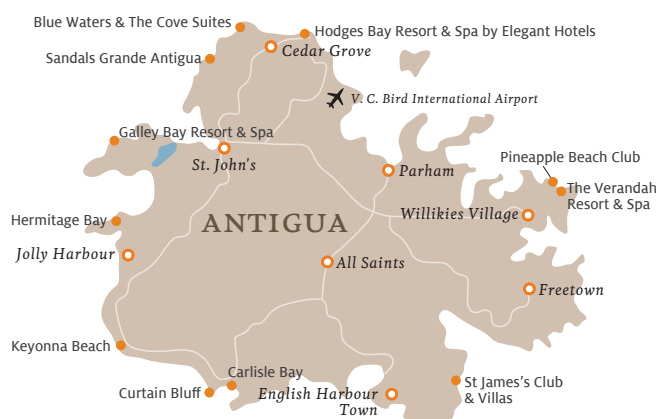 Blue Waters & The Cove Suites
Hodges Bay Resort & Spa by Elegant Hotels
Cedar Grove
Sandals Grande Antigua
V. C. Bird International Airport
Galley Bay Resort & Spa
St. John's
Parham
Pineapple Beach Club
The Verandah
Resort & Spa
Willikies Village
Hermitage Bay
ANTIGUA
Jolly Harbour
All Saints
Freetown
Keyonna Beach
Carlisle Bay
Curtain Bluff
English Harbour
Town
St James's Club
& Villas